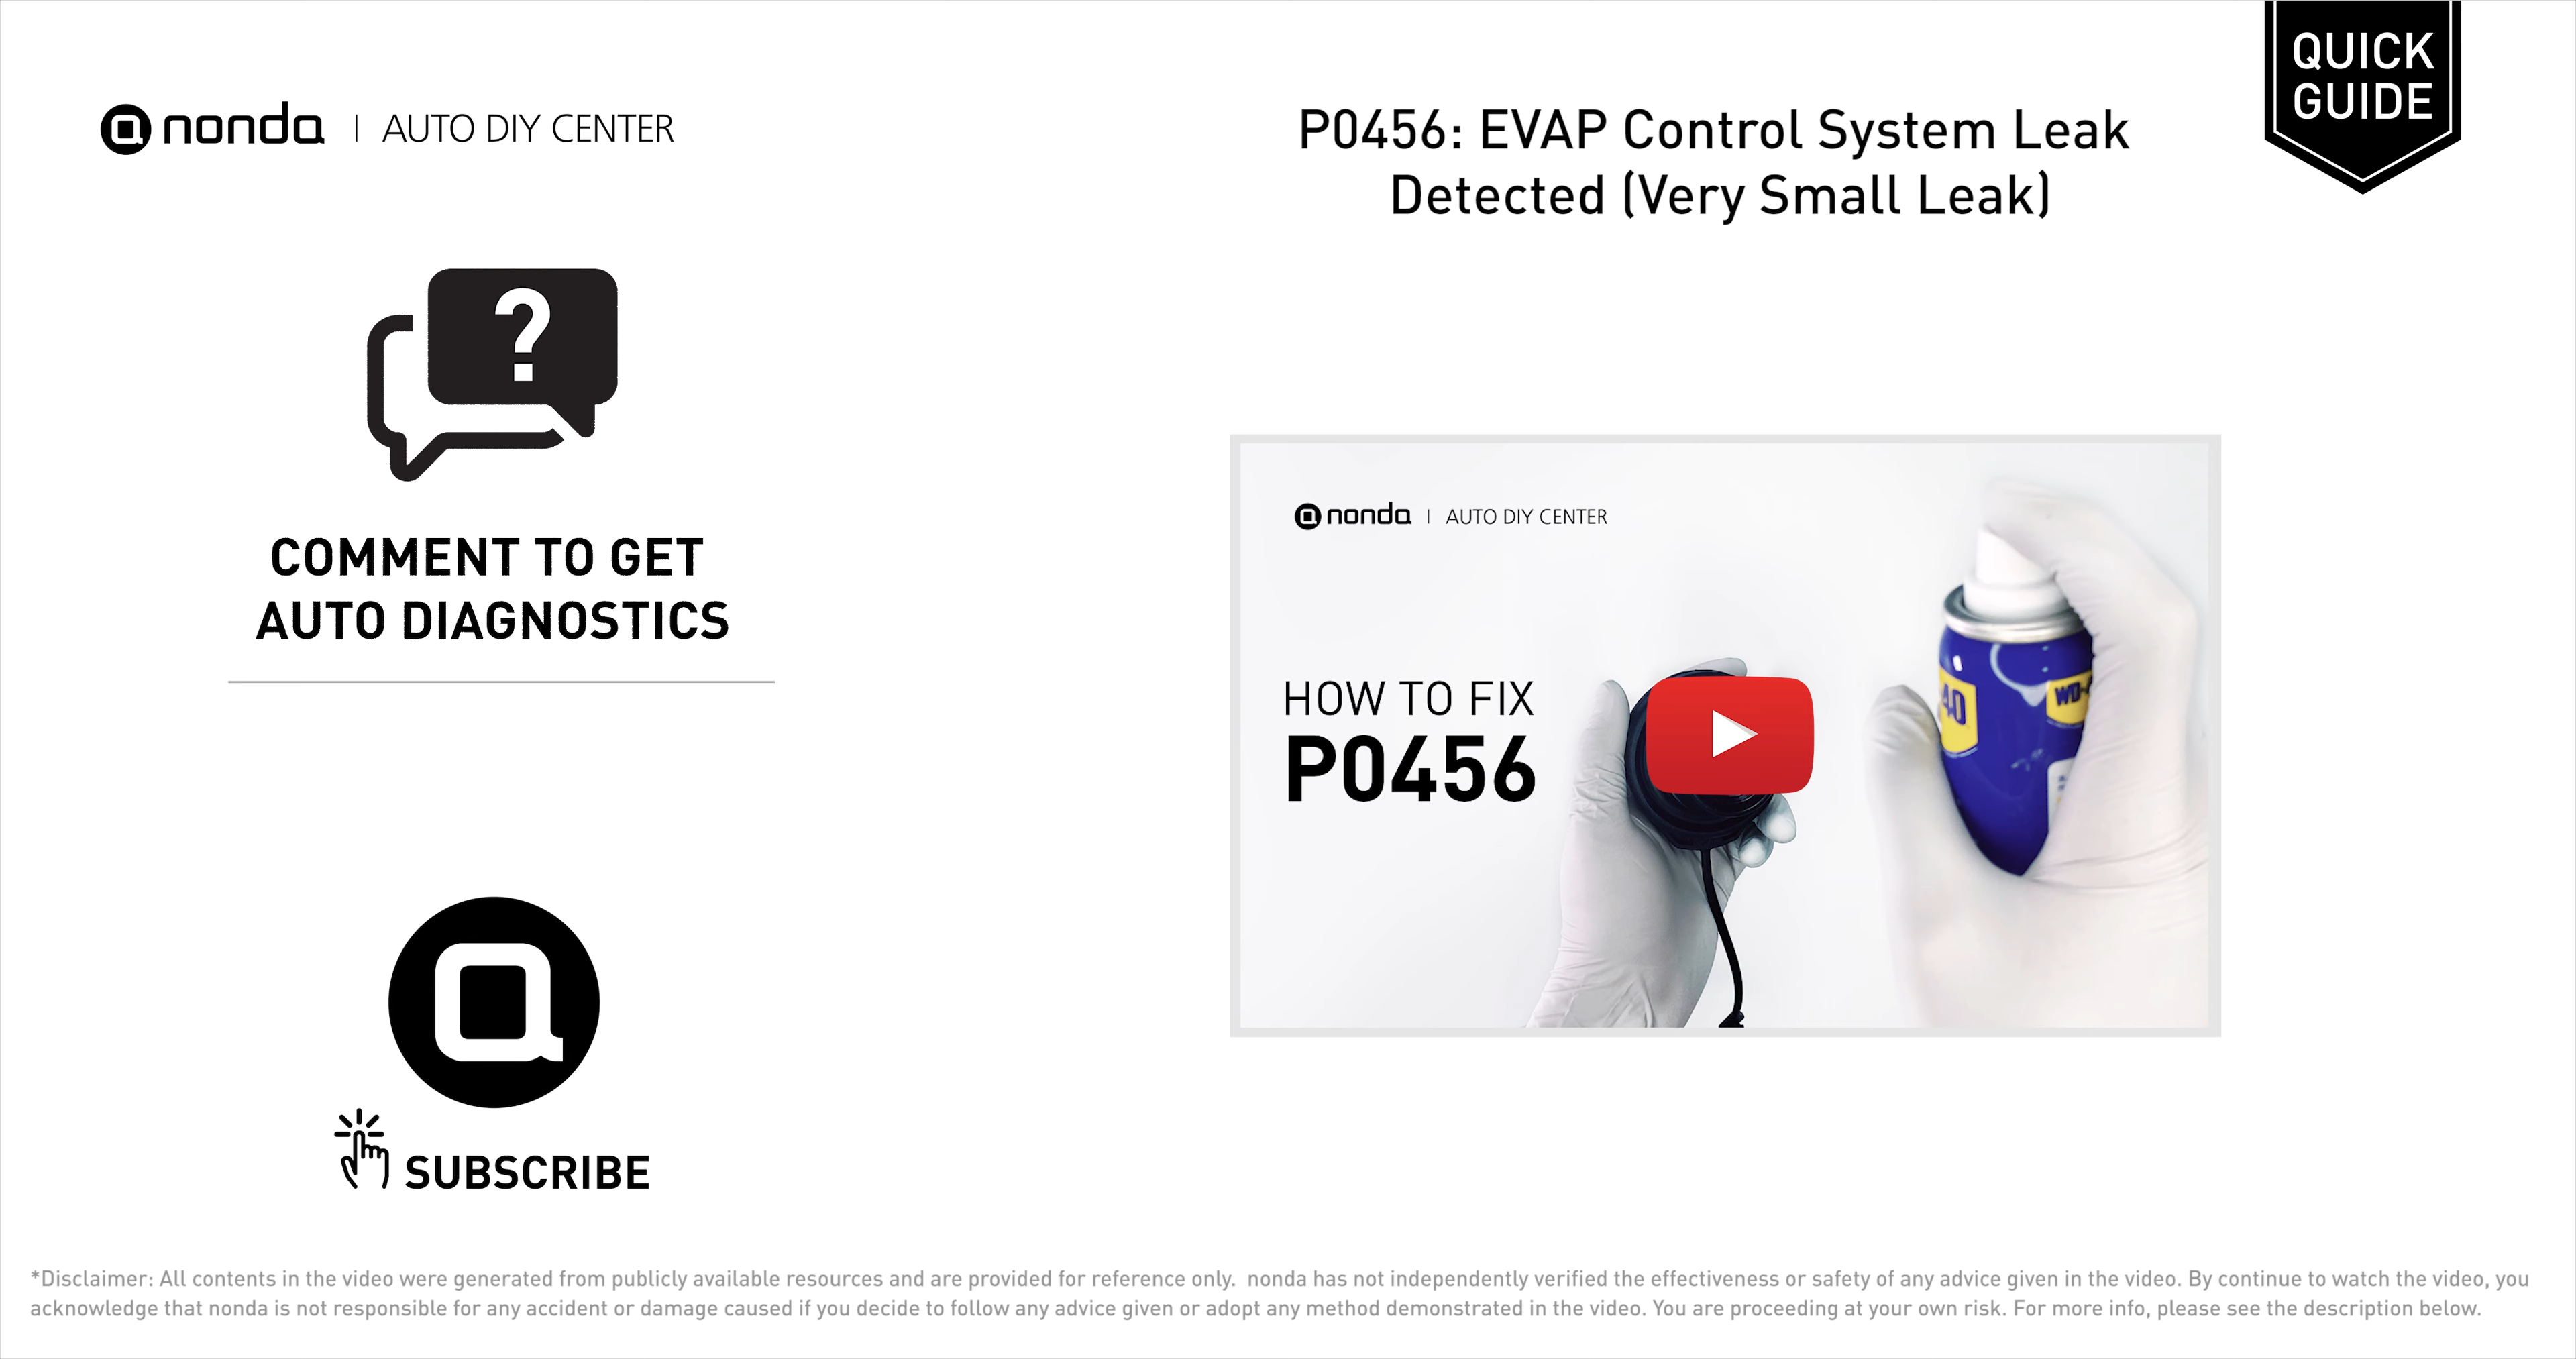 nonda | AUTO DIY CENTER
QUICK
GUIDE
P0456: EVAP Control System Leak
Detected (Very Small Leak)
?
COMMENT TO GET
AUTO DIAGNOSTICS
nonda | AUTO DIY CENTER
HOW TO FIX
P0456
40
WD-
SUBSCRIBE
*Disclaimer: All contents in the video were generated from publicly available resources and are provided for reference only.  nonda has not independently verified the effectiveness or safety of any advice given in the video. By continue to watch the video, you
acknowledge that nonda is not responsible for any accident or damage caused if you decide to follow any advice given or adopt any method demonstrated in the video. You are proceeding at your own risk. For more info, please see the description below.